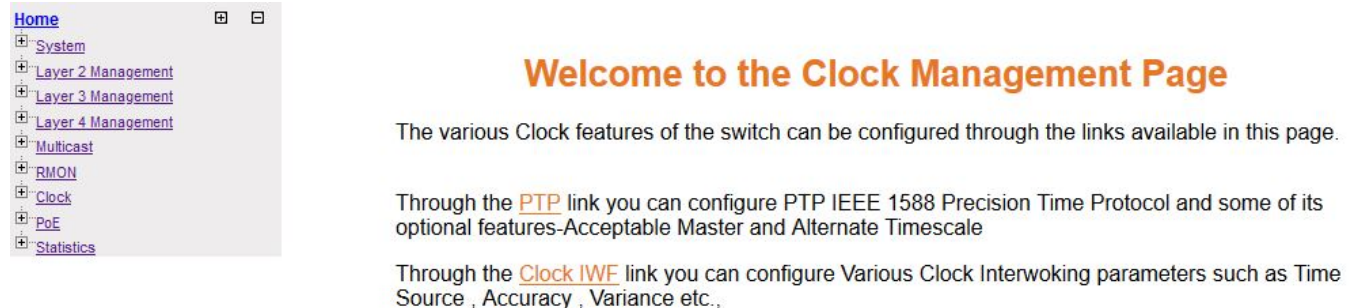 Home
System
Layer 2 Management
Layer 3 Management
Layer 4 Management
Multicast
RMON
Clock
PoE
Statistics
Welcome to the Clock Management Page
The various Clock features of the switch can be configured through the links available in this page.
Through the PTP link you can configure PTP IEEE 1588 Precision Time Protocol and some of its
optional features-Acceptable Master and Alternate Timescale
Through the Clock IWF link you can configure Various Clock Interwoking parameters such as Time
Source , Accuracy , Variance etc.,